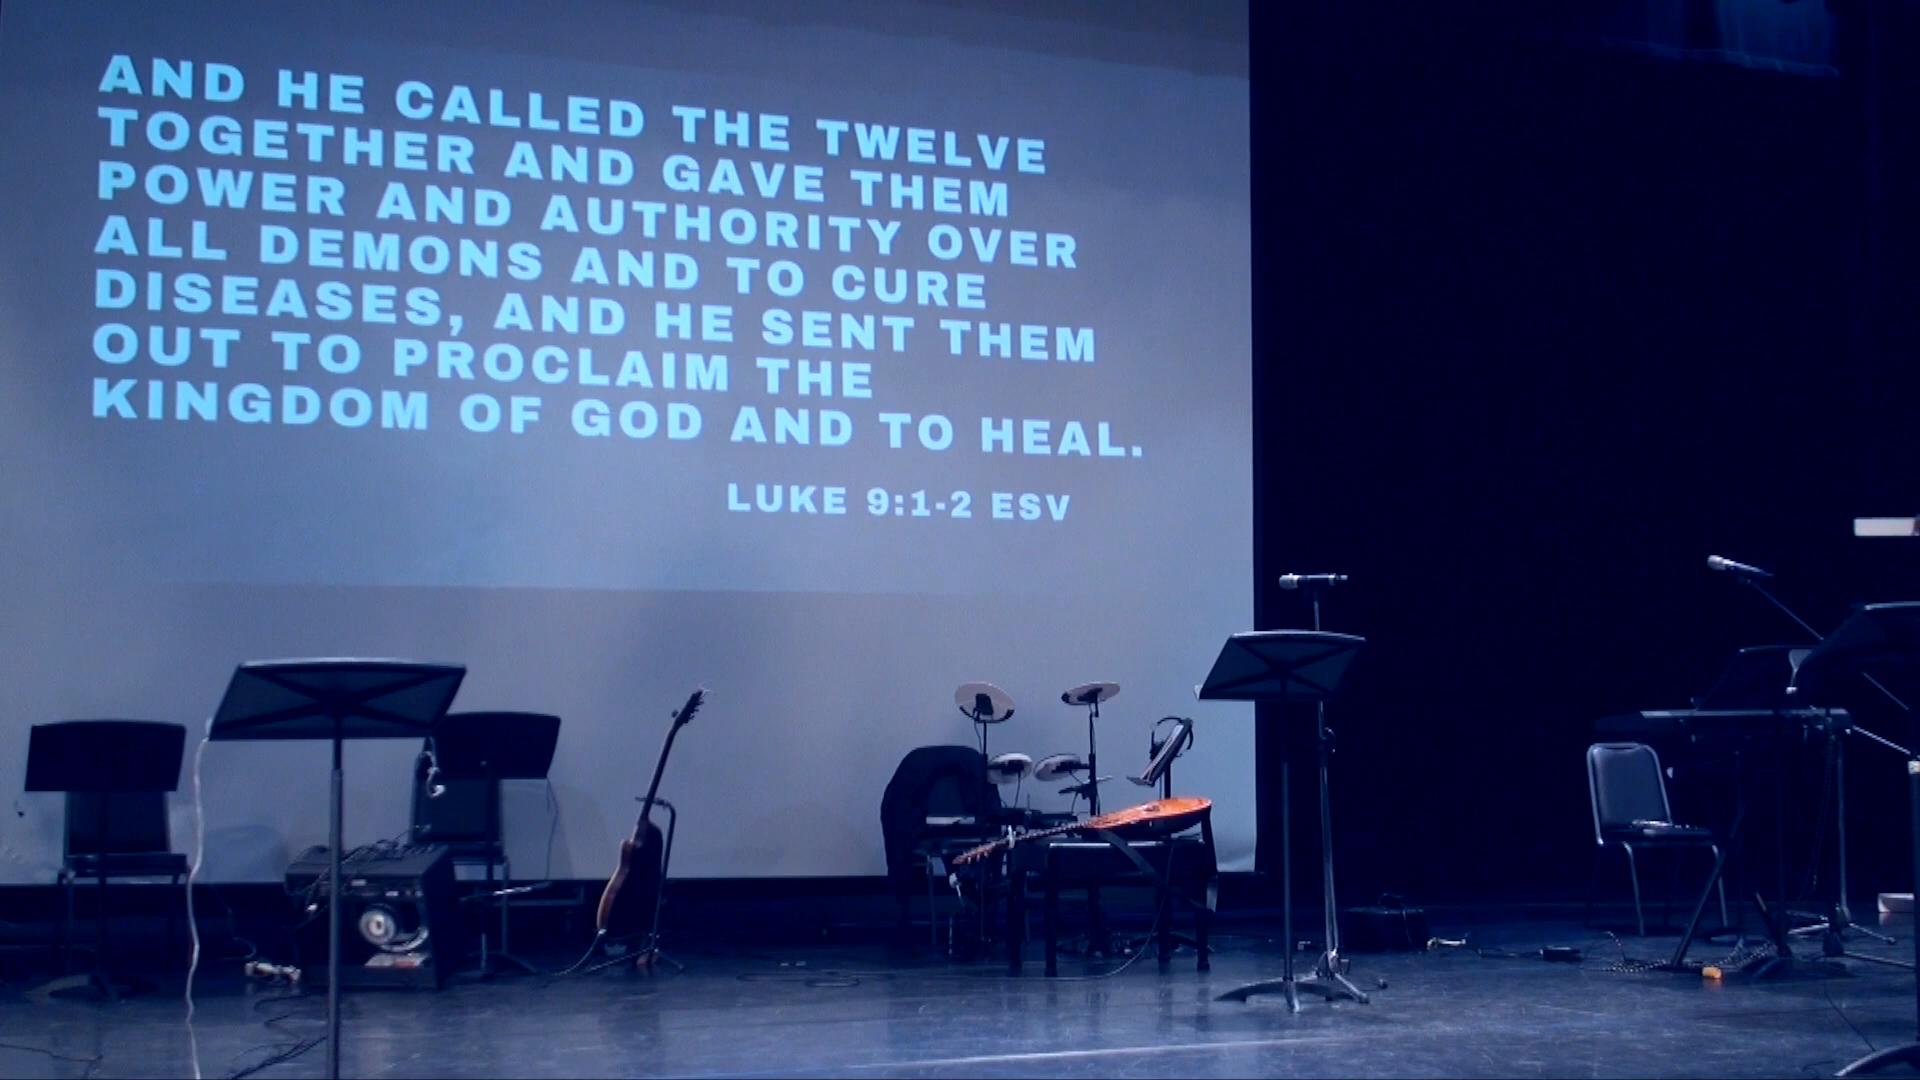 AND HE CALLED THE TWELVE
TOGETHER AND GAVE THEM
POWER AND AUTHORITY OVER
ALL DEMONS AND TO CURE
DISEASES, AND HE SENT THEM
OUT TO PROCLAIM THE
KINGDOM OF GOD AND TO HEAL.
LUKE 9:1-2 ESV